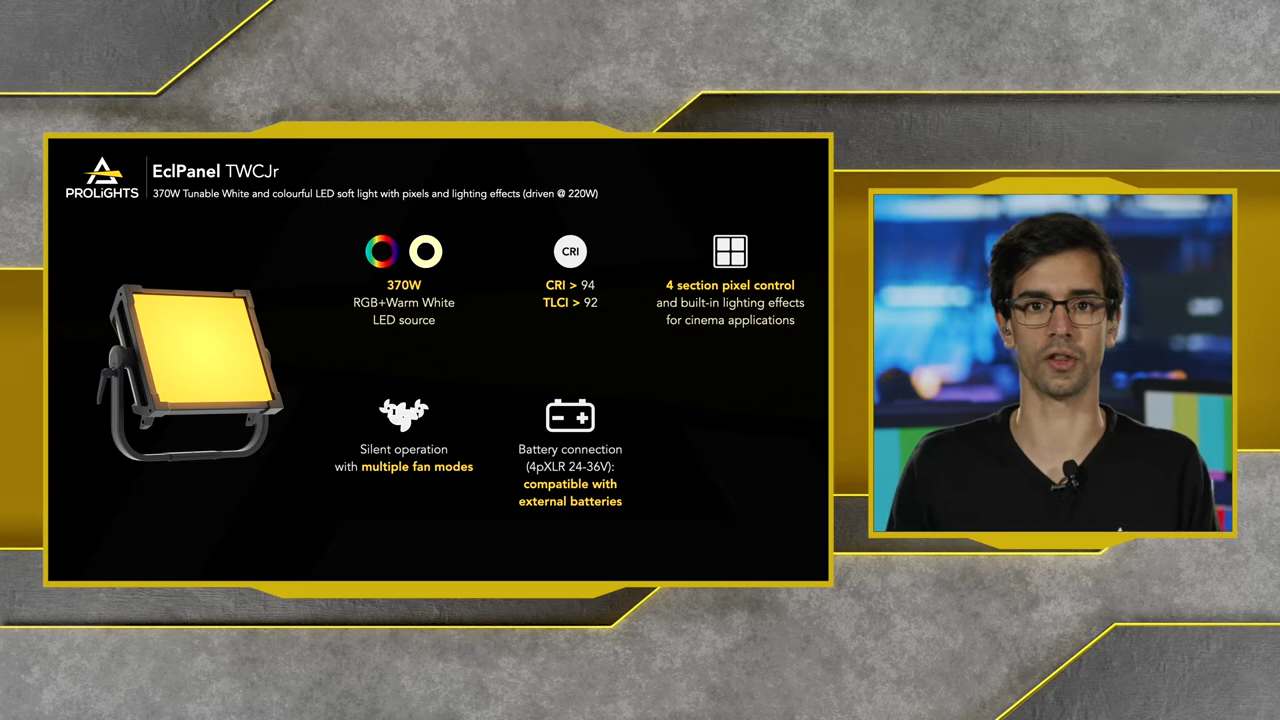 EclPanel TWCJr
PROLiGHTS
370W Tunable White and colourful LED soft light with pixels and lighting effects (driven @ 220W)
370W
RGB+Warm White
LED source
CRI
CRI > 94
TLCI > 92
4 section pixel control
and built-in lighting effects
for cinema applications
Silent operation
with multiple fan modes
Battery connection
(4pXLR 24-36V):
compatible with
external batteries